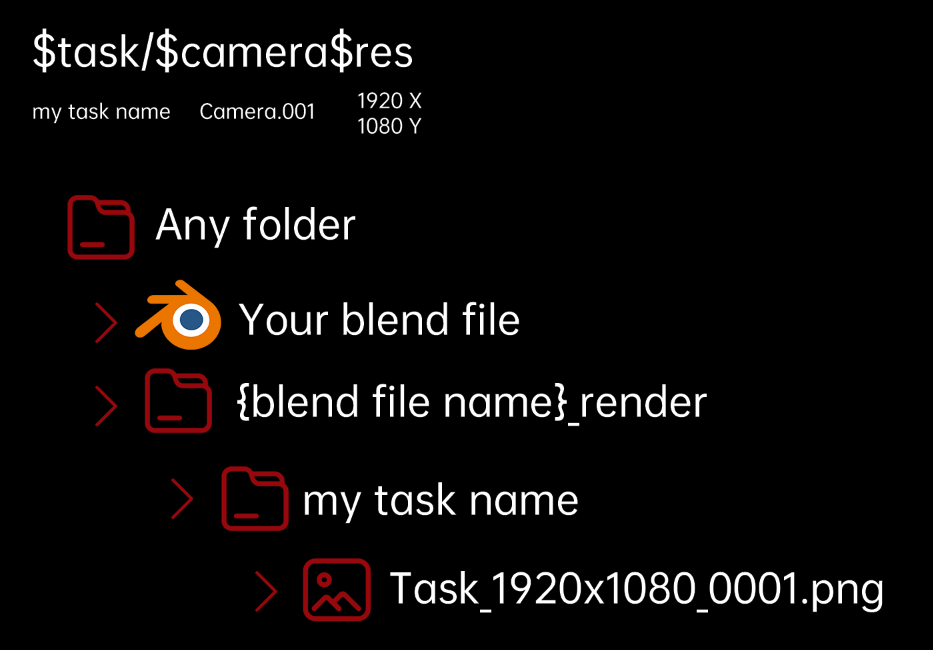 $task/$camera$res
my task name Camera.001 1920 X
1080 Y
Any folder
Your blend file
{blend file name}_render
my task name
Task_1920x1080_0001.png